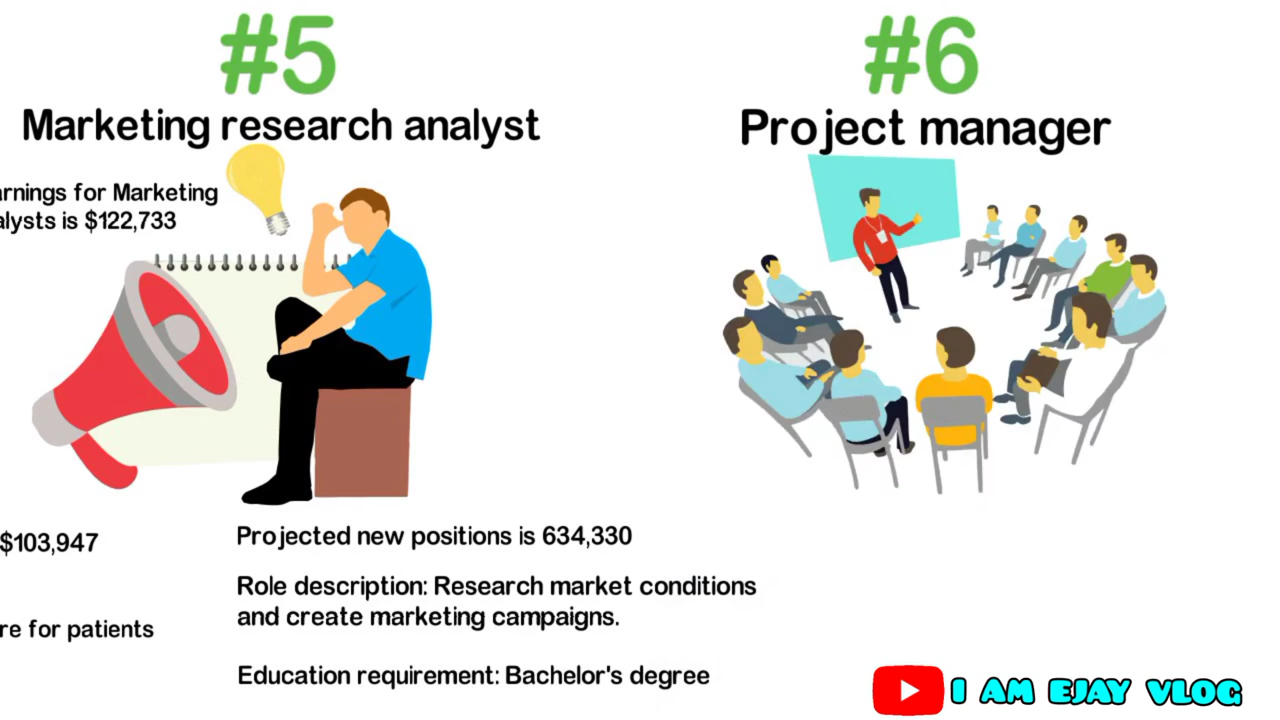 #5
Marketing research analyst
arnings for Marketing
alysts is $122,733
$103,947
re for patients
Projected new positions is 634,330
Role description: Research market conditions
and create marketing campaigns.
Education requirement: Bachelor's degree
#6
Project manager
I AM EJAY VLOG